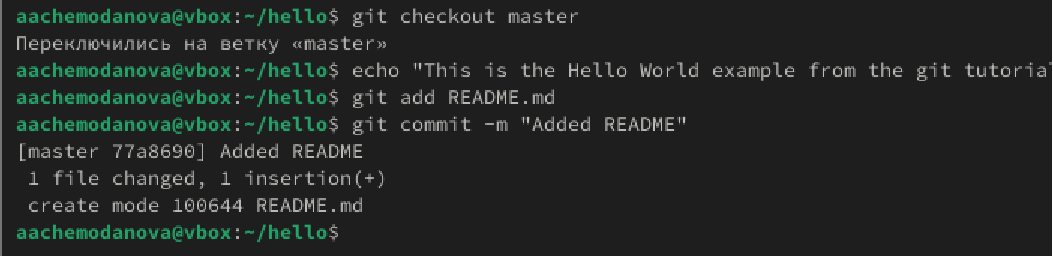 aachemodanova@vbox:~/hello$ git checkout master
Переключились на ветку «master»
aachemodanova@vbox:~/hello$ echo "This is the Hello World example from the git tutorial
aachemodanova@vbox:~/hello$ git add README.md
aachemodanova@vbox:~/hello$ git commit -m "Added README"
[master 77a8690] Added README
 1 file changed, 1 insertion(+)
 create mode 100644 README.md
aachemodanova@vbox:~/hello$